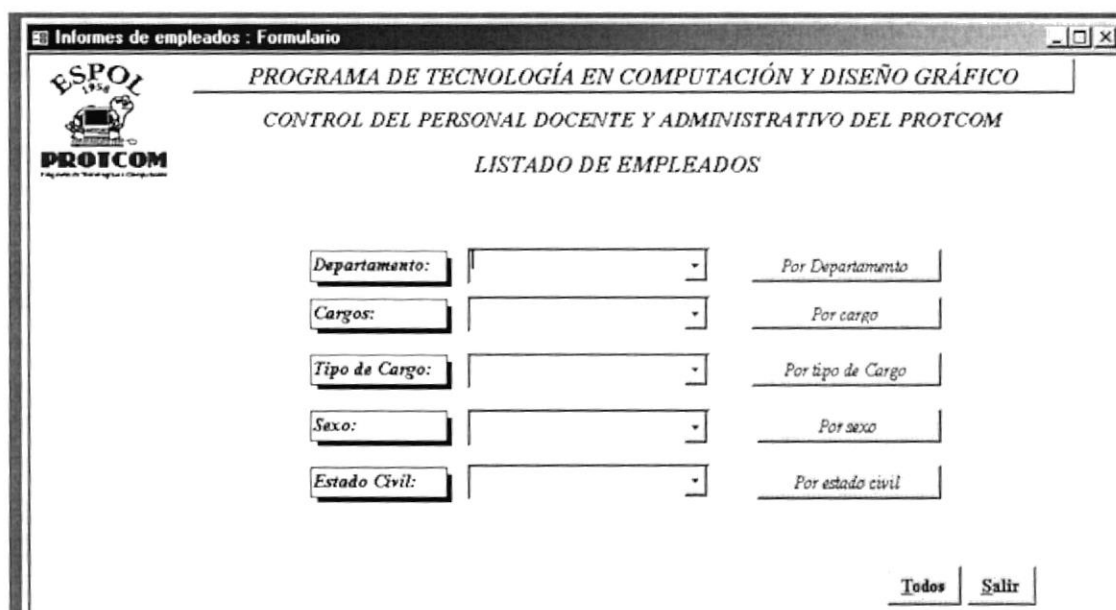 Informes de empleados : Formulario
ESPOL
1958
PROTCOM
PROGRAMA DE TECNOLOGÍA EN COMPUTACIÓN Y DISEÑO GRÁFICO
CONTROL DEL PERSONAL DOCENTE Y ADMINISTRATIVO DEL PROTCOM
LISTADO DE EMPLEADOS
Departamento: Por Departamento
Cargos: Por cargo
Tipo de Cargo: Por tipo de Cargo
Sexo: Por sexo
Estado Civil: Por estado civil
Todos Salir